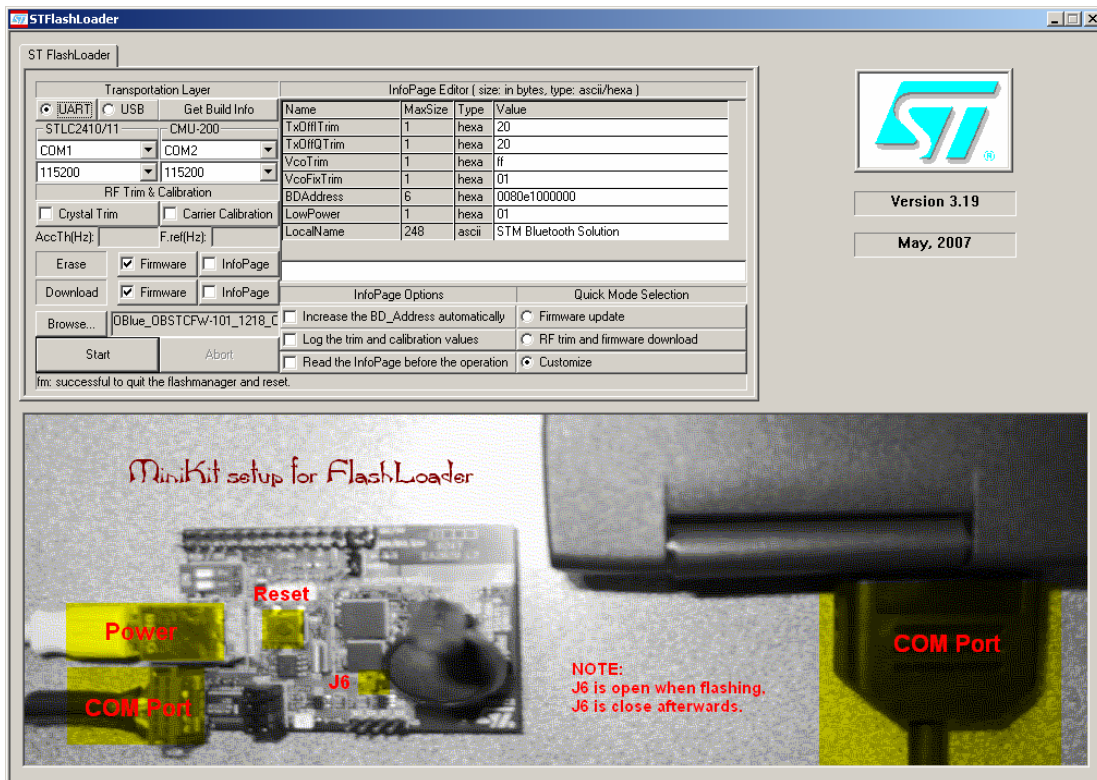 STFlashLoader
ST FlashLoader
Transportation Layer
UART USB Get Build Info
STLC2410/11 CMU-200
COM1 COM2
115200 115200
RF Trim & Calibration
Crystal Trim Carrier Calibration
AccTh(Hz): F.ref(Hz):
Erase Firmware InfoPage
Download Firmware InfoPage
Browse... OBlue_OBSTCFW-101_1218_C
Start Abort
fm: successful to quit the flashmanager and reset.
InfoPage Editor ( size: in bytes, type: ascii/hexa )
Name MaxSize Type Value
TxOffITrim 1 hexa 20
TxOffQTrim 1 hexa 20
VcoTrim 1 hexa ff
VcoFixTrim 1 hexa 01
BDAddress 6 hexa 0080e1000000
LowPower 1 hexa 01
LocalName 248 ascii STM Bluetooth Solution
InfoPage Options Quick Mode Selection
Increase the BD_Address automatically Firmware update
Log the trim and calibration values RF trim and firmware download
Read the InfoPage before the operation Customize
ST ®
Version 3.19
May, 2007
MiniKit setup for FlashLoader
Reset
Power
J6
COM Port
COM Port
NOTE:
J6 is open when flashing,
J6 is close afterwards.